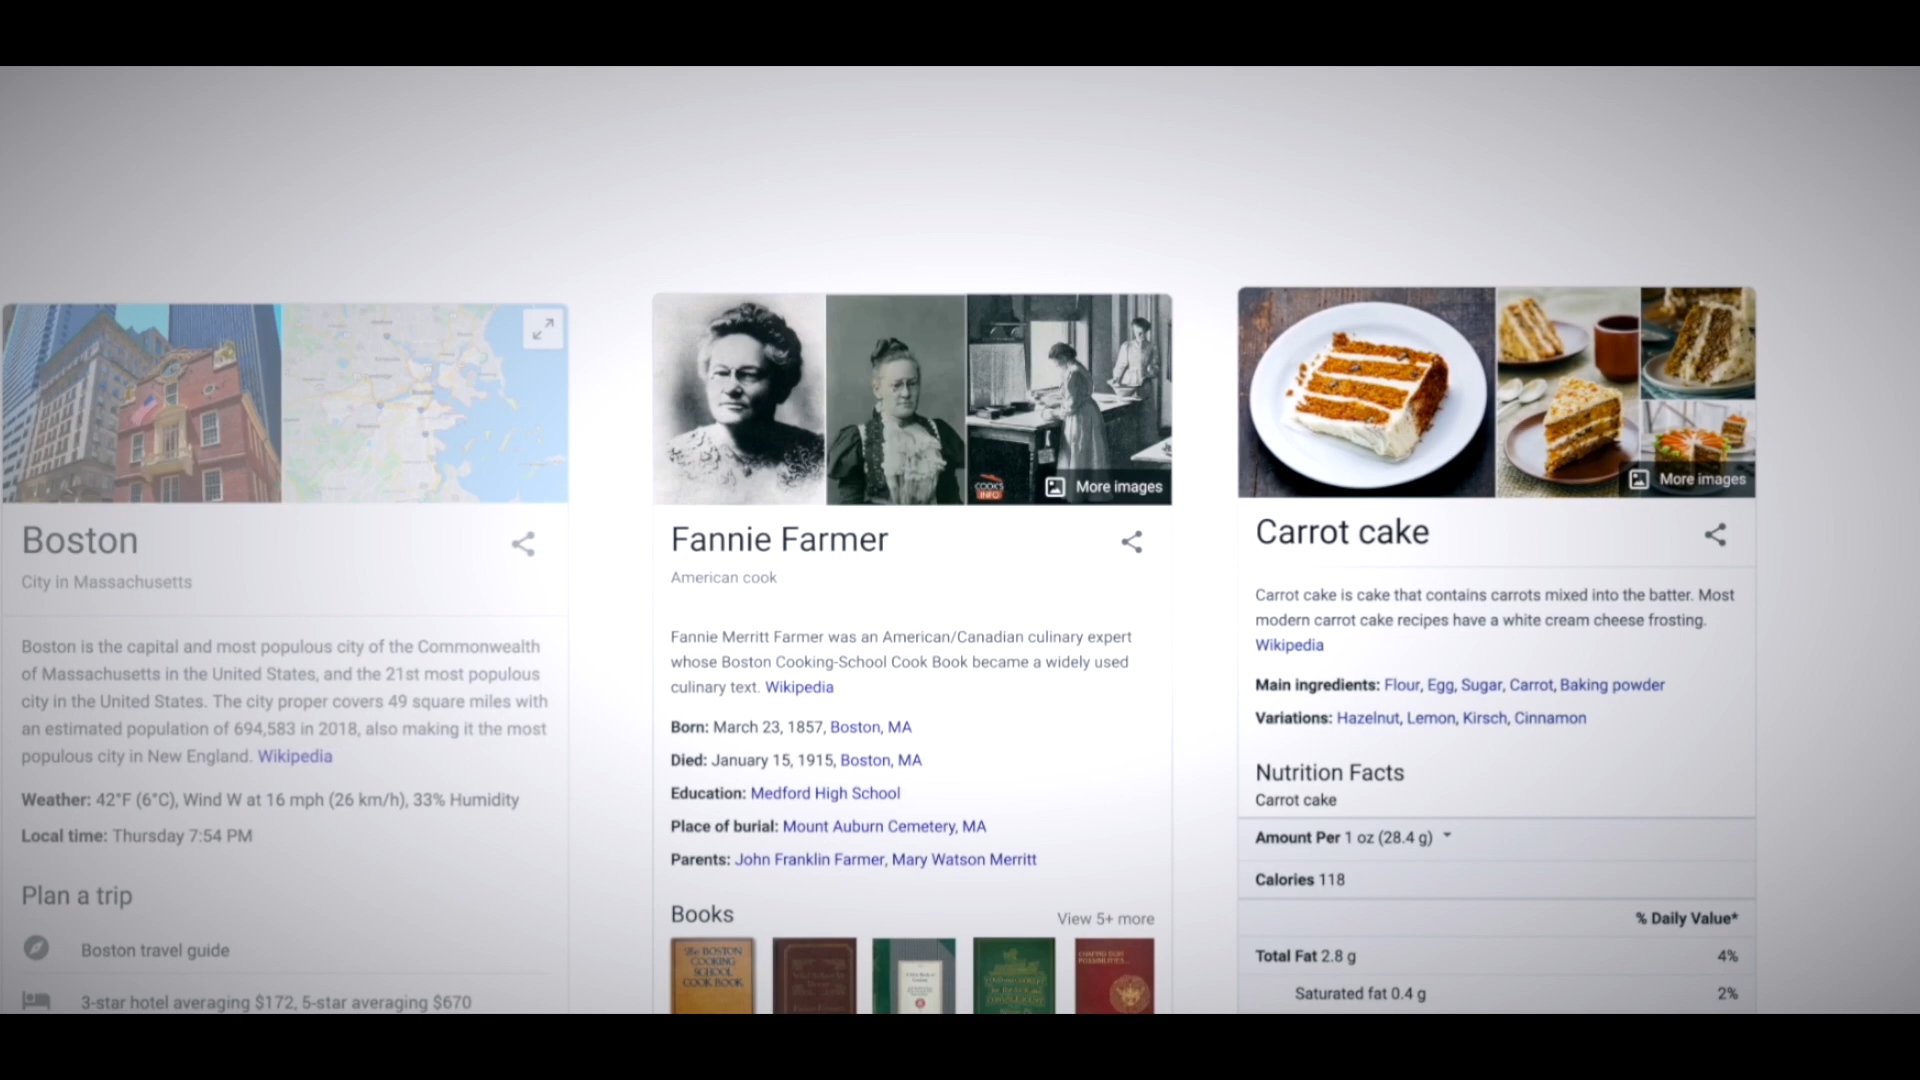 Boston
City in Massachusetts
Boston is the capital and most populous city of the Commonwealth
of Massachusetts in the United States, and the 21st most populous
city in the United States. The city proper covers 49 square miles with
an estimated population of 694,583 in 2018, also making it the most
populous city in New England. Wikipedia
Weather: 42°F (6°C), Wind W at 16 mph (26 km/h), 33% Humidity
Local time: Thursday 7:54 PM
Plan a trip
Boston travel guide
3-star hotel averaging $172, 5-star averaging $670
COOK'S
INFO
More images
Fannie Farmer
American cook
Fannie Merritt Farmer was an American/Canadian culinary expert
whose Boston Cooking-School Cook Book became a widely used
culinary text. Wikipedia
Born: March 23, 1857, Boston, MA
Died: January 15, 1915, Boston, MA
Education: Medford High School
Place of burial: Mount Auburn Cemetery, MA
Parents: John Franklin Farmer, Mary Watson Merritt
Books
View 5+ more
The BOSTON
COOKING
SCHOOL
COOK BOOK
More images
Carrot cake
Carrot cake is cake that contains carrots mixed into the batter. Most
modern carrot cake recipes have a white cream cheese frosting.
Wikipedia
Main ingredients: Flour, Egg, Sugar, Carrot, Baking powder
Variations: Hazelnut, Lemon, Kirsch, Cinnamon
Nutrition Facts
Carrot cake
Amount Per 1 oz (28.4 g)
Calories 118
% Daily Value*
Total Fat 2.8 g 4%
Saturated fat 0.4 g 2%